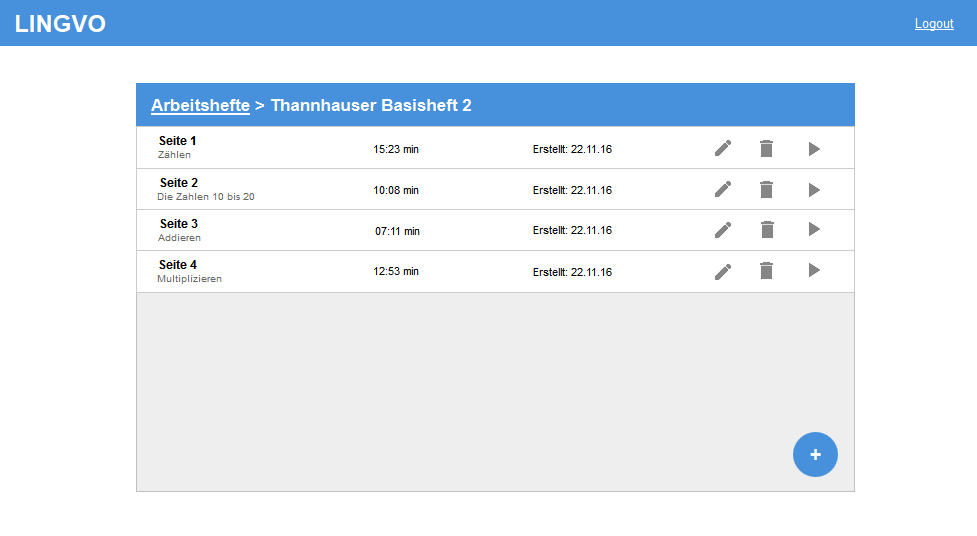 LINGVO
Logout
Arbeitshefte > Thannhauser Basisheft 2
Seite 1
Zählen
15:23 min
Erstellt: 22.11.16
Seite 2
Die Zahlen 10 bis 20
10:08 min
Erstellt: 22.11.16
Seite 3
Addieren
07:11 min
Erstellt: 22.11.16
Seite 4
Multiplizieren
12:53 min
Erstellt: 22.11.16
+